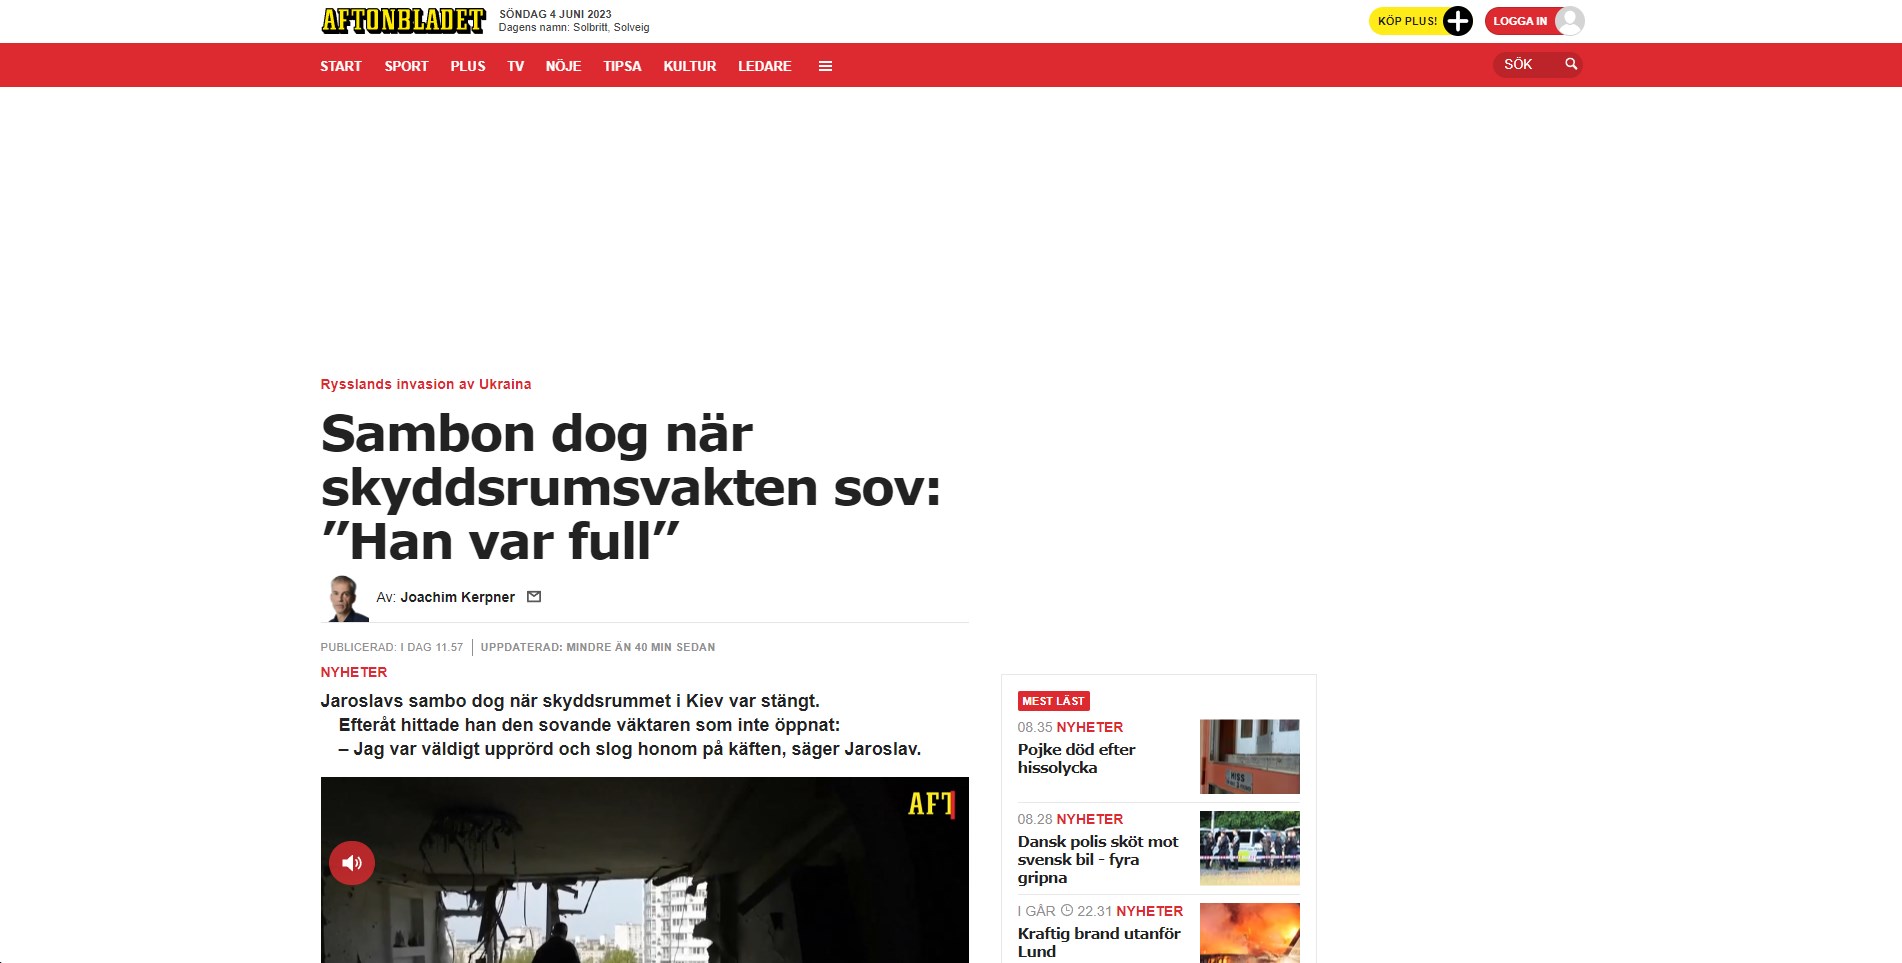 AFTONBLADET
SÖNDAG 4 JUNI 2023
Dagens namn: Solbritt, Solveig
KÖP PLUS!
LOGGA IN
START SPORT PLUS TV NÖJE TIPSA KULTUR LEDARE
SÖK
Rysslands invasion av Ukraina
Sambon dog när
skyddsrumsvakten sov:
”Han var full”
Av: Joachim Kerpner
PUBLICERAD: I DAG 11.57 UPPDATERAD: MINDRE ÄN 40 MIN SEDAN
NYHETER
Jaroslavs sambo dog när skyddsrummet i Kiev var stängt.
Efteråt hittade han den sovande väktaren som inte öppnat:
– Jag var väldigt upprörd och slog honom på käften, säger Jaroslav.
AFT
MEST LÄST
08.35 NYHETER
Pojke död efter
hissolycka
HISS
08.28 NYHETER
Dansk polis sköt mot
svensk bil - fyra
gripna
I GÅR 22.31 NYHETER
Kraftig brand utanför
Lund